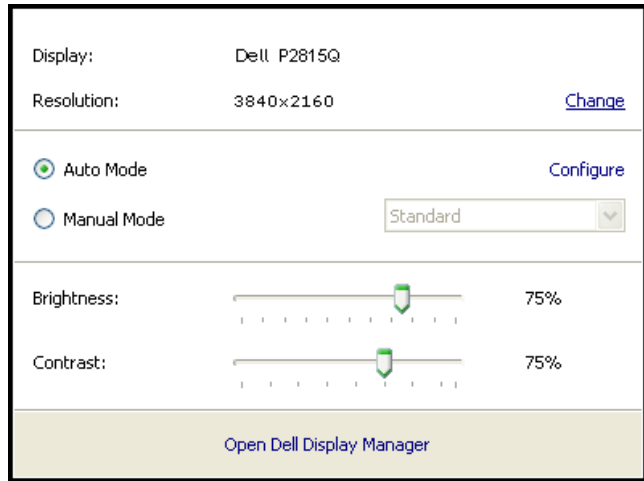 Display: Dell P2815Q
Resolution: 3840x2160 Change
Auto Mode Configure
Manual Mode Standard
Brightness: 75%
Contrast: 75%
Open Dell Display Manager